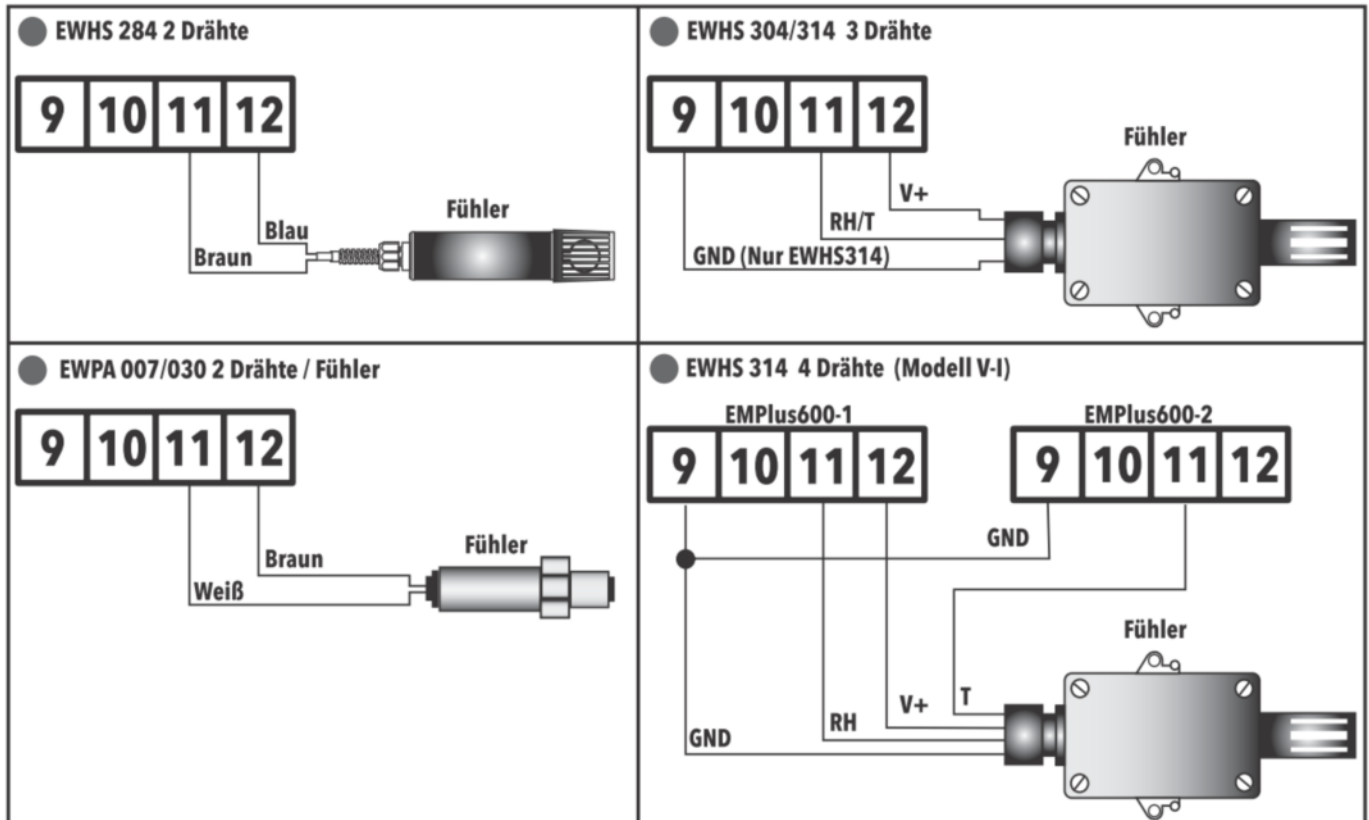 EWHS 284 2 Drähte
9 10 11 12
Fühler
Blau
Braun
EWHS 304/314 3 Drähte
9 10 11 12
Fühler
V+
RH/T
GND (Nur EWHS314)
EWPA 007/030 2 Drähte / Fühler
9 10 11 12
Braun
Fühler
Weiß
EWHS 314 4 Drähte (Modell V-I)
EMPlus600-1
EMPlus600-2
9 10 11 12
9 10 11 12
GND
Fühler
T
V+
RH
GND